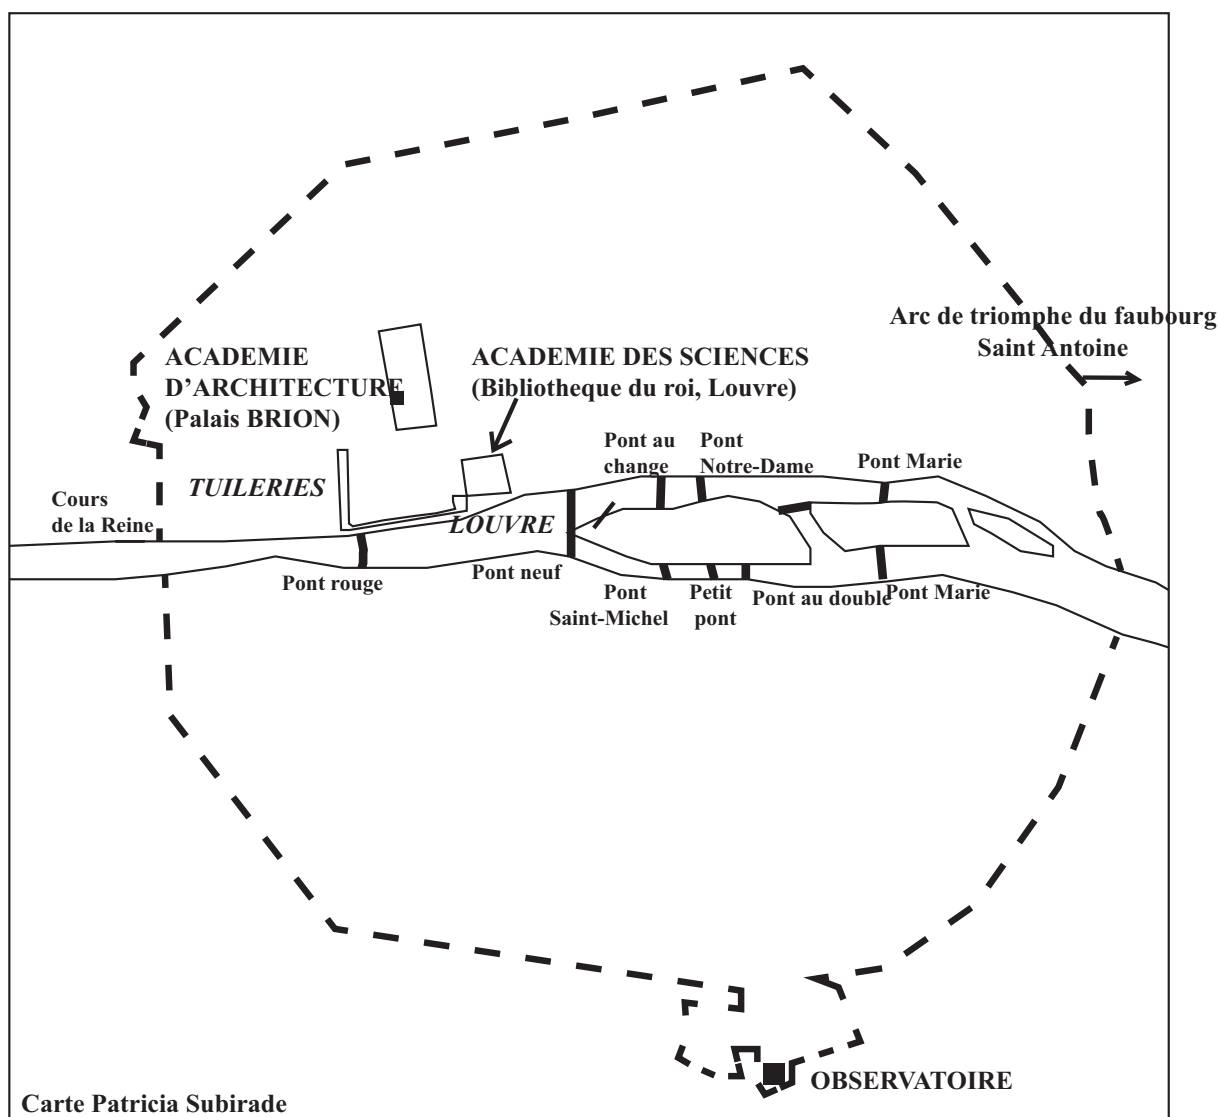 Arc de triomphe du faubourg
Saint Antoine
ACADEMIE
D’ARCHITECTURE
(Palais BRION)
ACADEMIE DES SCIENCES
(Bibliotheque du roi, Louvre)
Pont au
change
Pont
Notre-Dame
Pont Marie
TUILERIES
Cours
de la Reine
LOUVRE
Pont rouge
Pont neuf
Pont
Saint-Michel
Petit
pont
Pont au double
Pont Marie
OBSERVATOIRE
Carte Patricia Subirade